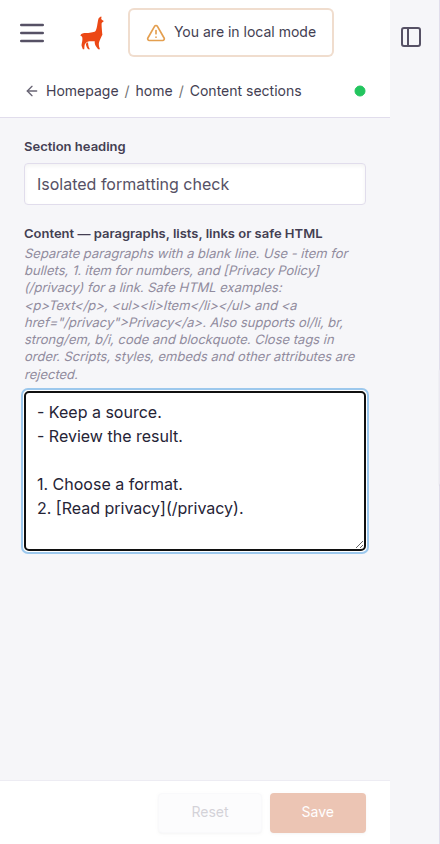 You are in local mode
Homepage / home / Content sections
Section heading
Isolated formatting check
Content — paragraphs, lists, links or safe HTML
Separate paragraphs with a blank line. Use - item for
bullets, 1. item for numbers, and [Privacy Policy]
(/privacy) for a link. Safe HTML examples:
<p>Text</p>, <ul><li>Item</li></ul> and <a
href="/privacy">Privacy</a>. Also supports ol/li, br,
strong/em, b/i, code and blockquote. Close tags in
order. Scripts, styles, embeds and other attributes are
rejected.
- Keep a source.
- Review the result.
1. Choose a format.
2. [Read privacy](/privacy).
Reset
Save